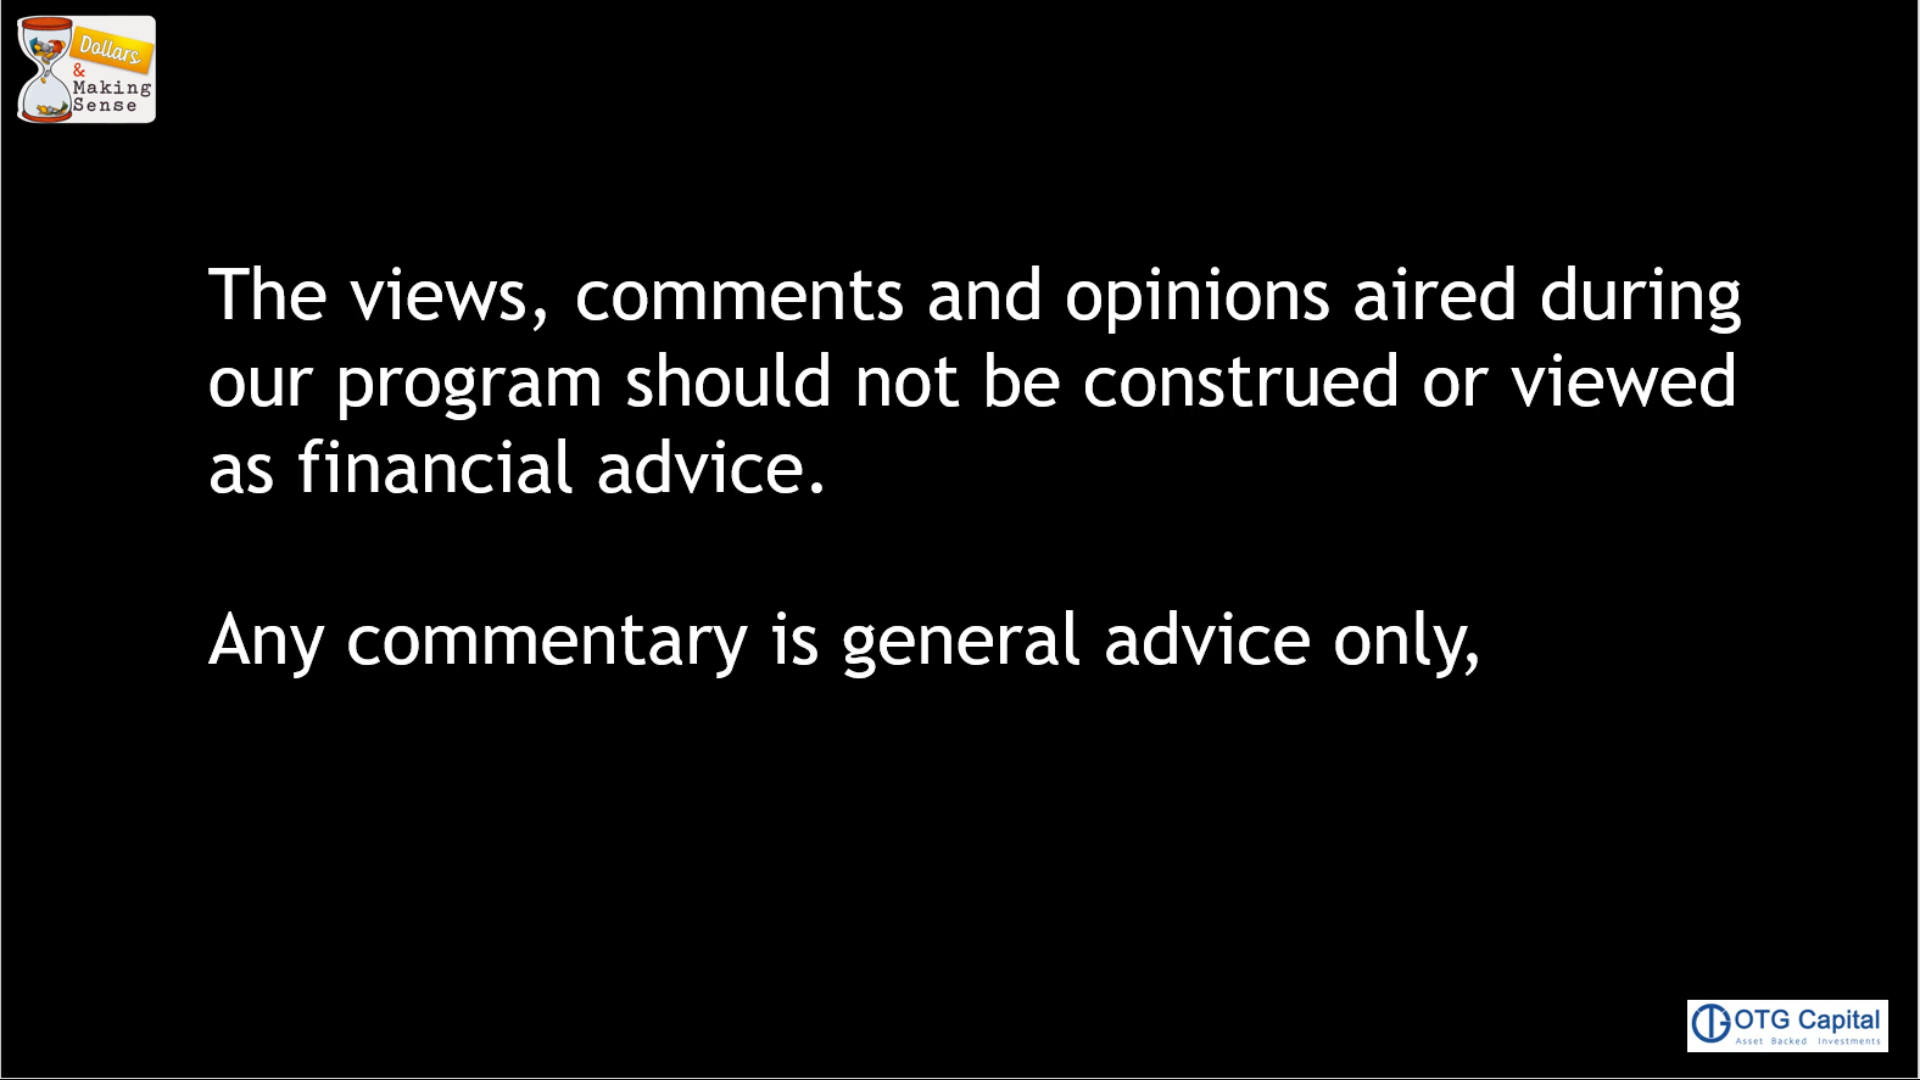 Dollars
&
Making
Sense
The views, comments and opinions aired during
our program should not be construed or viewed
as financial advice.
Any commentary is general advice only,
OTG Capital
Asset Backed Investments